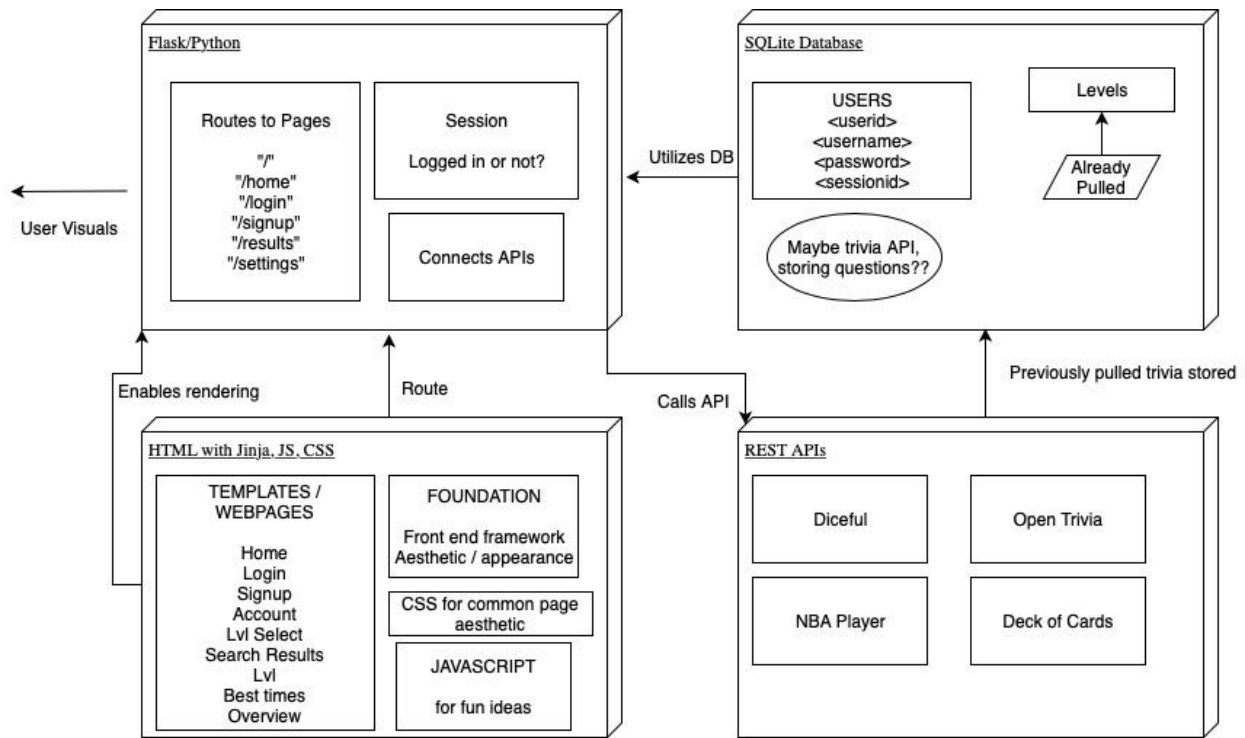 Flask/Python
Routes to Pages
"/"
"/home"
"/login"
"/signup"
"/results"
"/settings"
Session
Logged in or not?
Connects APIs
User Visuals
Utilizes DB
SQLite Database
USERS
<userid>
<username>
<password>
<sessionid>
Levels
Already
Pulled
Maybe trivia API,
storing questions??
Enables rendering
Route
Calls API
Previously pulled trivia stored
HTML with Jinja, JS, CSS
TEMPLATES /
WEBPAGES
Home
Login
Signup
Account
Lvl Select
Search Results
Lvl
Best times
Overview
FOUNDATION
Front end framework
Aesthetic / appearance
CSS for common page
aesthetic
JAVASCRIPT
for fun ideas
REST APIs
Diceful
Open Trivia
NBA Player
Deck of Cards